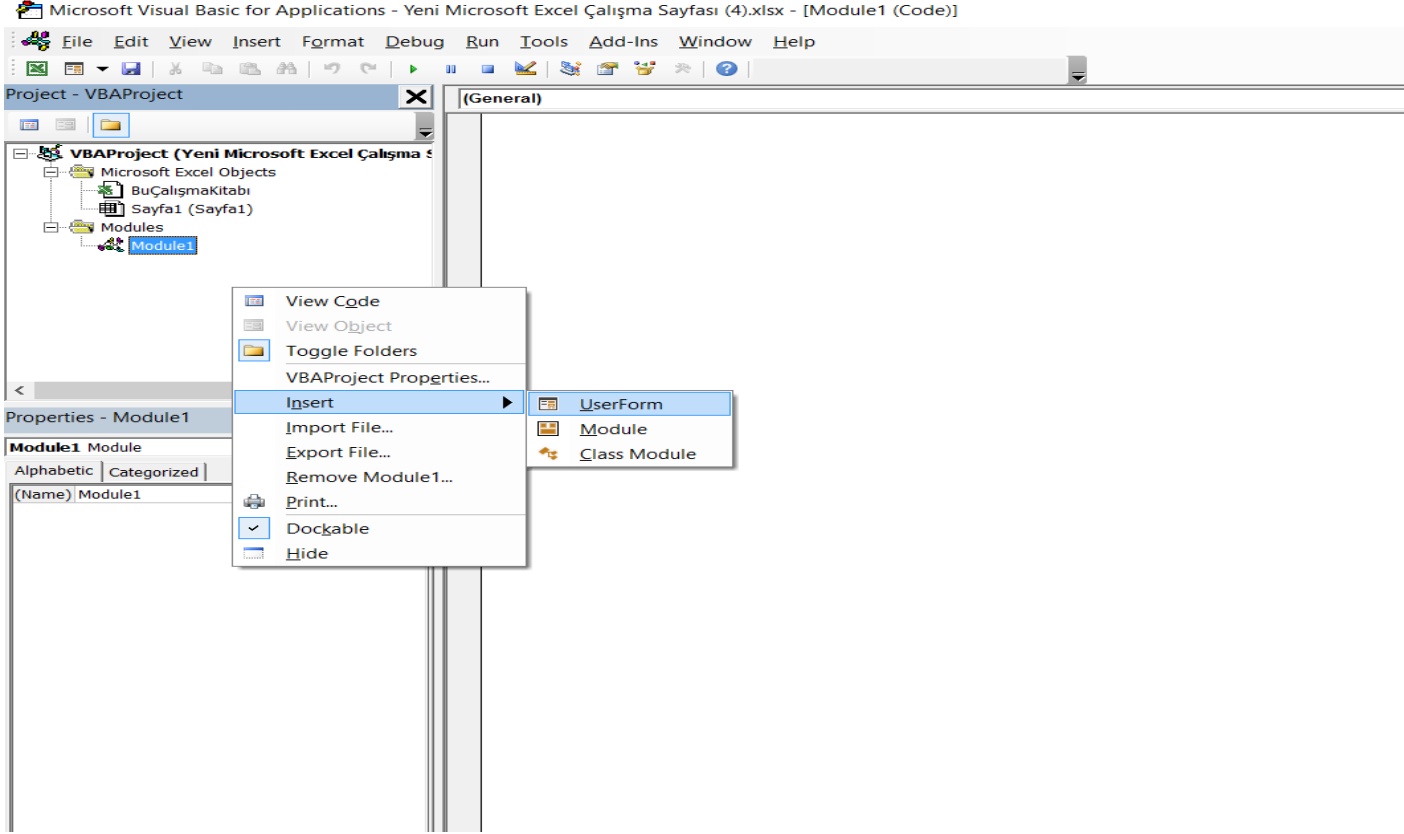 Microsoft Visual Basic for Applications - Yeni Microsoft Excel Çalışma Sayfası (4).xlsx - [Module1 (Code)]
File Edit View Insert Format Debug Run Tools Add-Ins Window Help
Project - VBAProject
(General)
VBAProject (Yeni Microsoft Excel Çalışma
Microsoft Excel Objects
BuÇalışmaKitabı
Sayfa1 (Sayfa1)
Modules
Module1
View Code
View Object
Toggle Folders
VBAProject Properties...
Insert
UserForm
Module
Class Module
Import File...
Export File...
Remove Module1...
Print...
Dockable
Hide
Properties - Module1
Module1 Module
Alphabetic Categorized
(Name) Module1